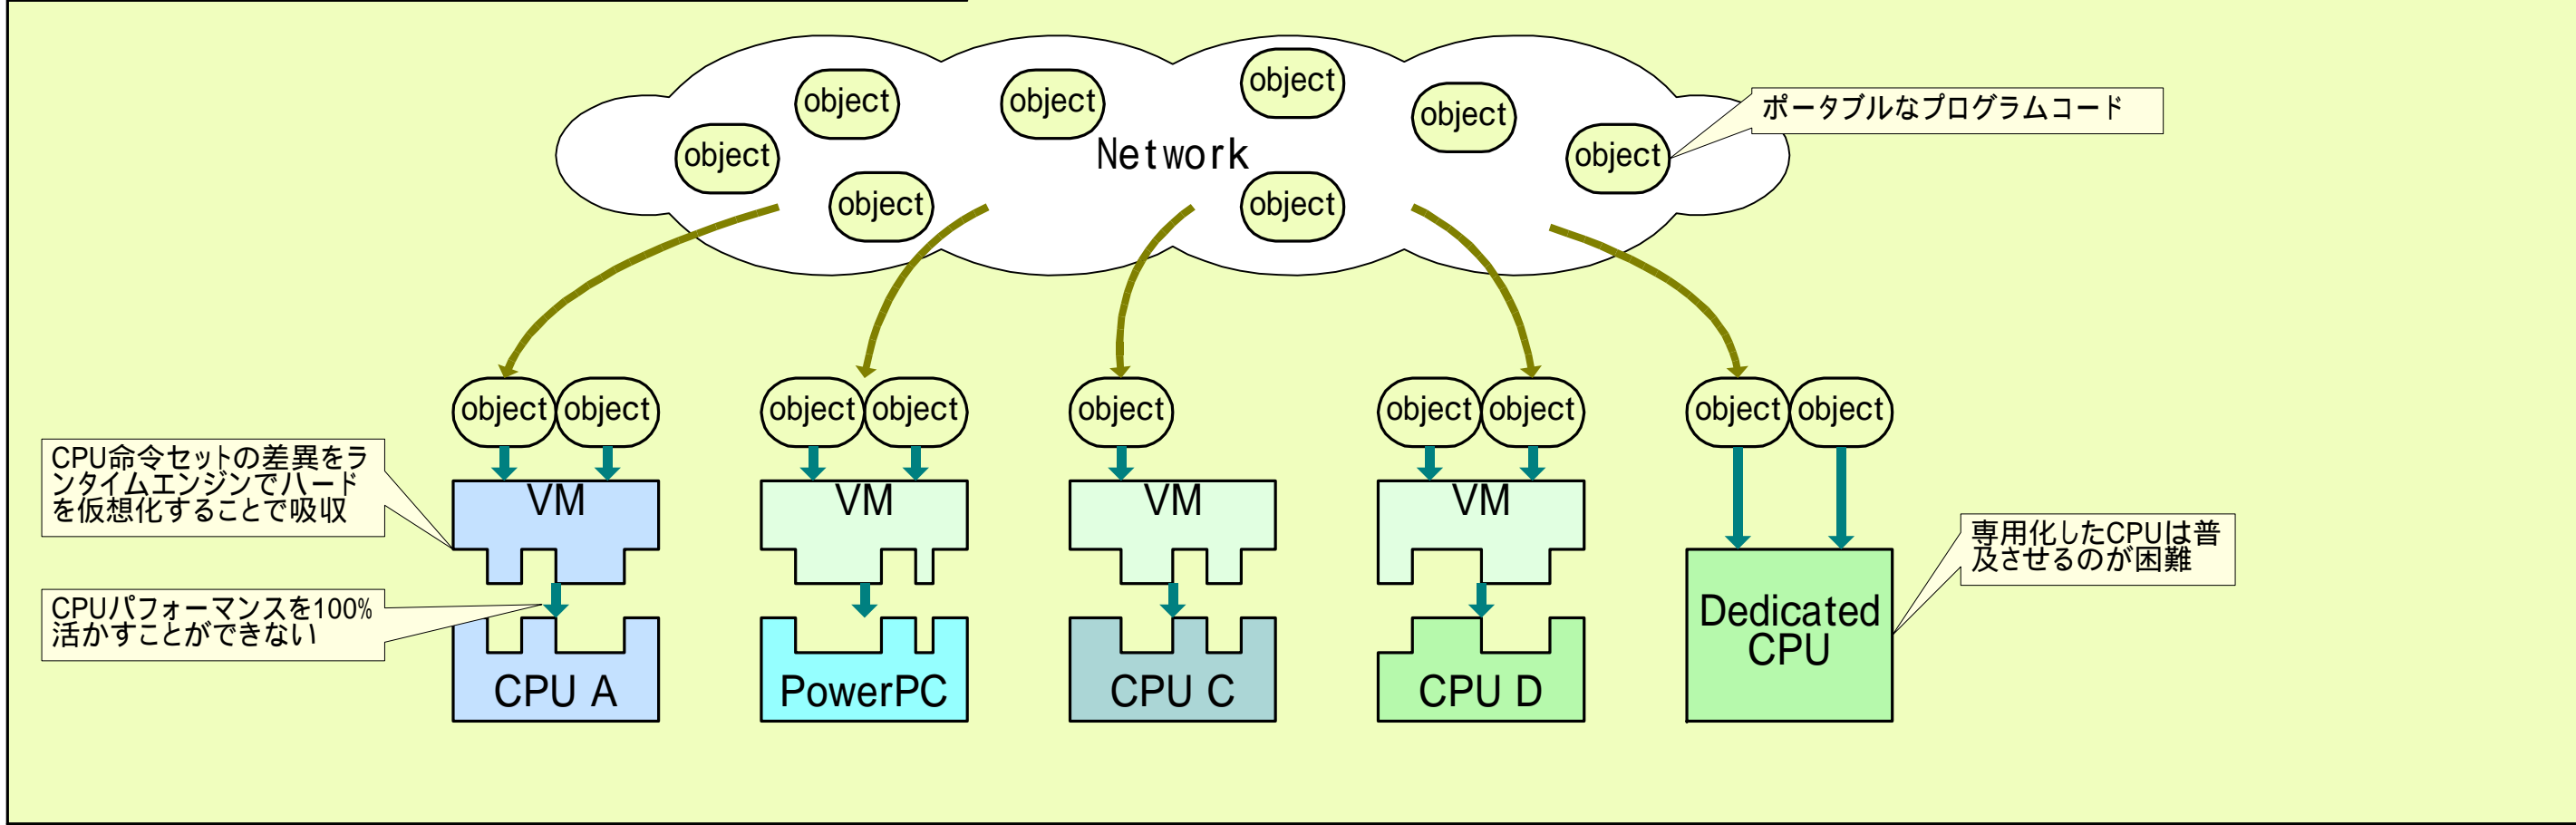 object
object
object
object
ポータブルなプログラムコード
object
object
Network
object
object
object
object
object
object
object
object
object
object
object
object
CPU命令セットの差異をラ
ンタイムエンジンでハード
を仮想化することで吸収
VM
VM
VM
VM
専用化したCPUは普
及させるのが困難
CPUパフォーマンスを100%
活かすことができない
Dedicated
CPU
CPU A
PowerPC
CPU C
CPU D